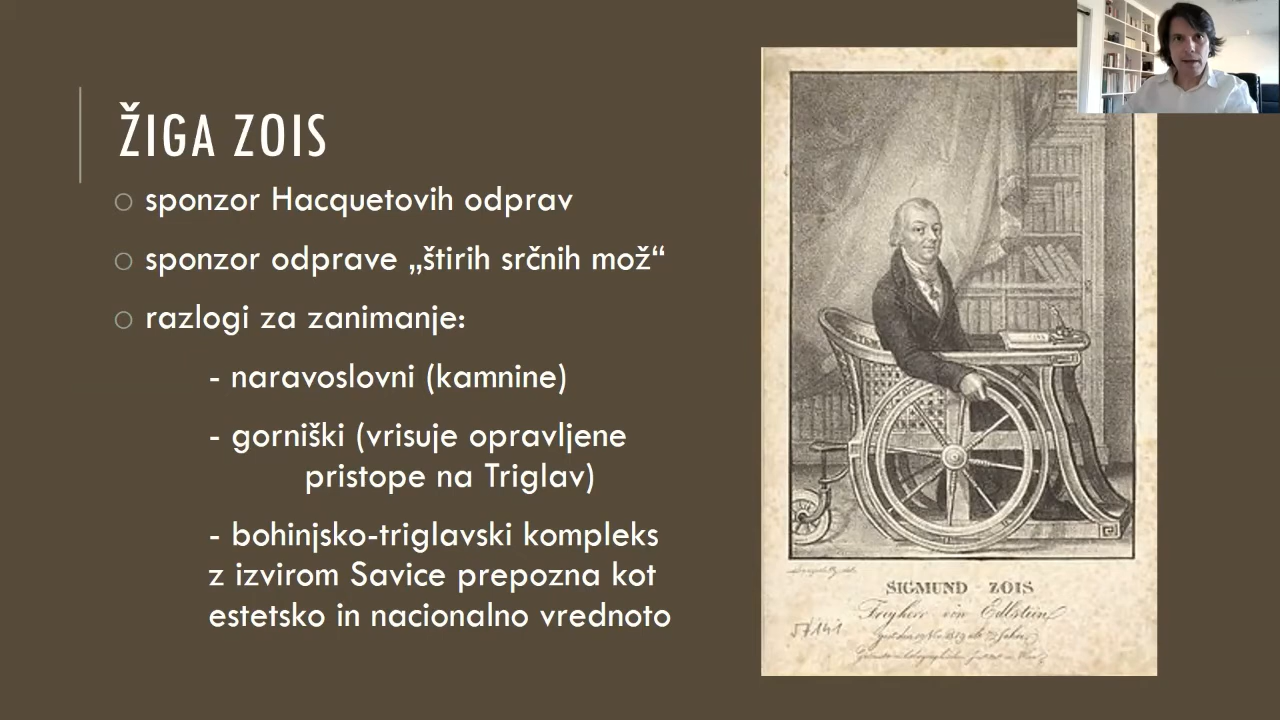 ŽIGA ZOIS
sponzor Hacquetovih odprav
sponzor odprave „štirih srčnih mož“
razlogi za zanimanje:
- naravoslovni (kamnine)
- gorniški (vrisuje opravljene
pristope na Triglav)
- bohinjsko-triglavski kompleks
z izvirom Savice prepozna kot
estetsko in nacionalno vrednoto
SIGMUND ZOIS
Freyherr von Edlstein